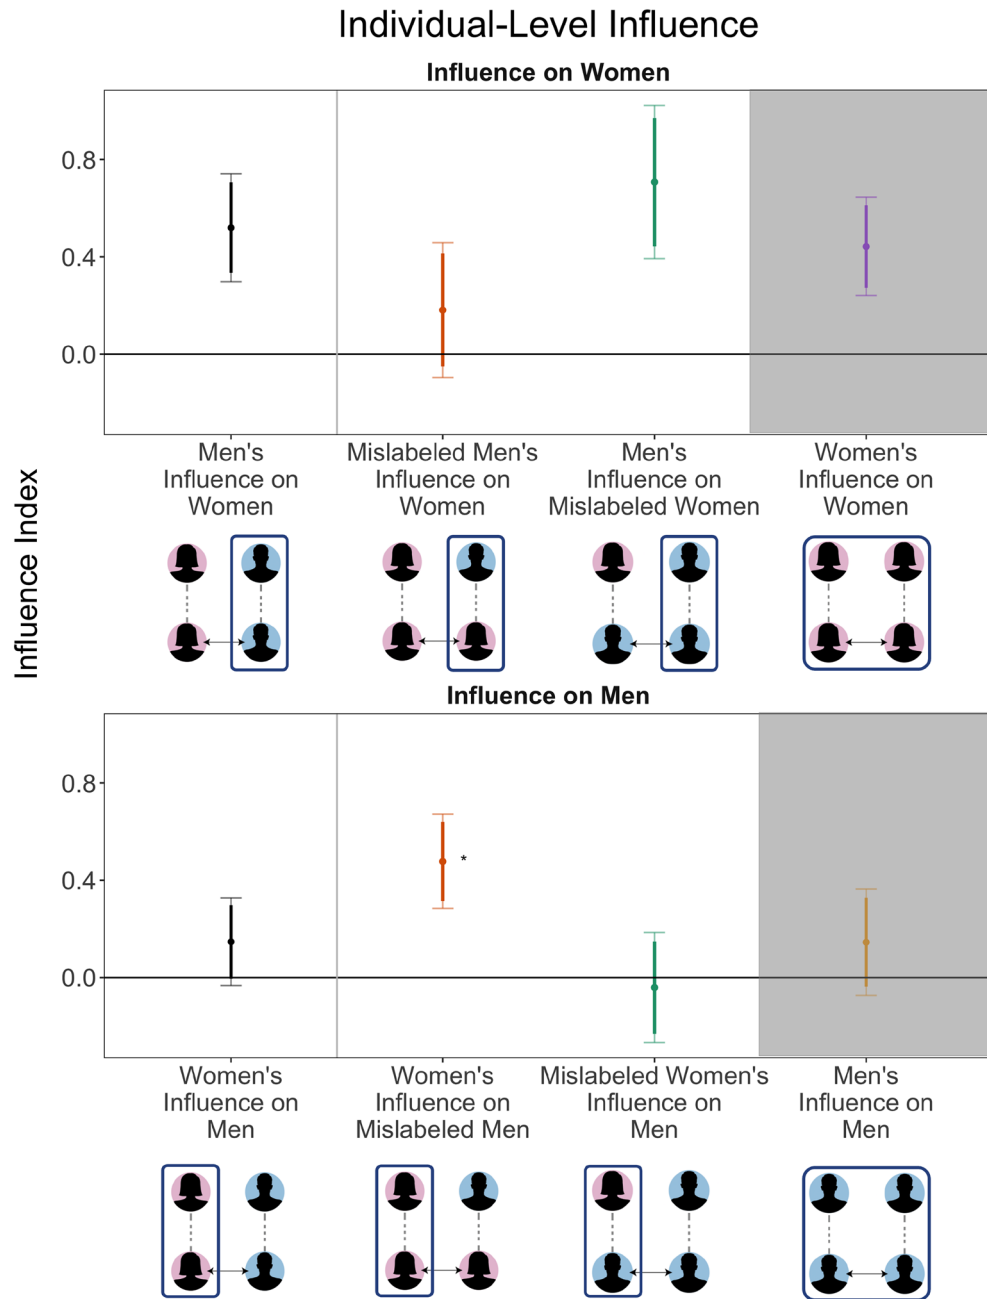 Individual-Level Influence
Influence on Women
Influence Index
0.8
0.4
0.0
Men's
Influence on
Women
Mislabeled Men's
Influence on
Women
Men's
Influence on
Mislabeled Women
Women's
Influence on
Women
Influence on Men
0.8
0.4
0.0
*
Women's
Influence on
Men
Women's
Influence on
Mislabeled Men
Mislabeled Women's
Influence on
Men
Men's
Influence on
Men